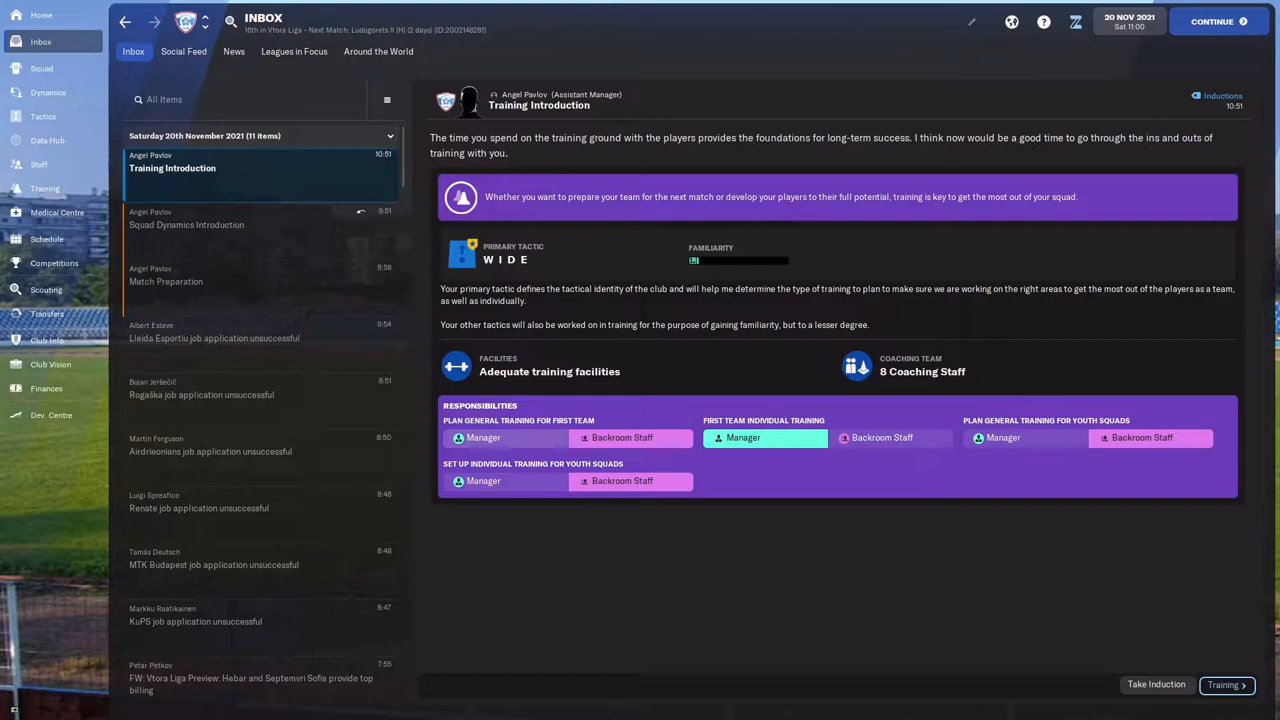 Home
Inbox
Squad
Dynamics
Tactics
Data Hub
Staff
Training
Medical Centre
Schedule
Competitions
Scouting
Transfers
Club Info
Club Vision
Finances
Dev. Centre
INBOX
16th in Vtora Liga - Next Match: Ludogorets II (H) (2 days) (ID:2002148281)
20 NOV 2021
Sat 11:00
CONTINUE
Inbox
Social Feed
News
Leagues in Focus
Around the World
All Items
Saturday 20th November 2021 (11 items)
Angel Pavlov 10:51
Training Introduction
Angel Pavlov 9:51
Squad Dynamics Introduction
Angel Pavlov 8:58
Match Preparation
Albert Esteve 8:54
Lleida Esportiu job application unsuccessful
Bojan Jeršečič 8:51
Rogaška job application unsuccessful
Martin Ferguson 8:50
Airdrieonians job application unsuccessful
Luigi Spreafico 8:48
Renate job application unsuccessful
Tamás Deutsch 8:48
MTK Budapest job application unsuccessful
Markku Raatikainen 8:47
KuPS job application unsuccessful
Petar Petkov 7:55
FW: Vtora Liga Preview: Hebar and Septemvri Sofia provide top
billing
Angel Pavlov (Assistant Manager)
Training Introduction
Inductions
10:51
The time you spend on the training ground with the players provides the foundations for long-term success. I think now would be a good time to go through the ins and outs of
training with you.
Whether you want to prepare your team for the next match or develop your players to their full potential, training is key to get the most out of your squad.
PRIMARY TACTIC
W I D E
FAMILIARITY
Your primary tactic defines the tactical identity of the club and will help me determine the type of training to plan to make sure we are working on the right areas to get the most out of the players as a team,
as well as individually.
Your other tactics will also be worked on in training for the purpose of gaining familiarity, but to a lesser degree.
FACILITIES
Adequate training facilities
COACHING TEAM
8 Coaching Staff
RESPONSIBILITIES
PLAN GENERAL TRAINING FOR FIRST TEAM
Manager
Backroom Staff
FIRST TEAM INDIVIDUAL TRAINING
Manager
Backroom Staff
PLAN GENERAL TRAINING FOR YOUTH SQUADS
Manager
Backroom Staff
SET UP INDIVIDUAL TRAINING FOR YOUTH SQUADS
Manager
Backroom Staff
Take Induction
Training